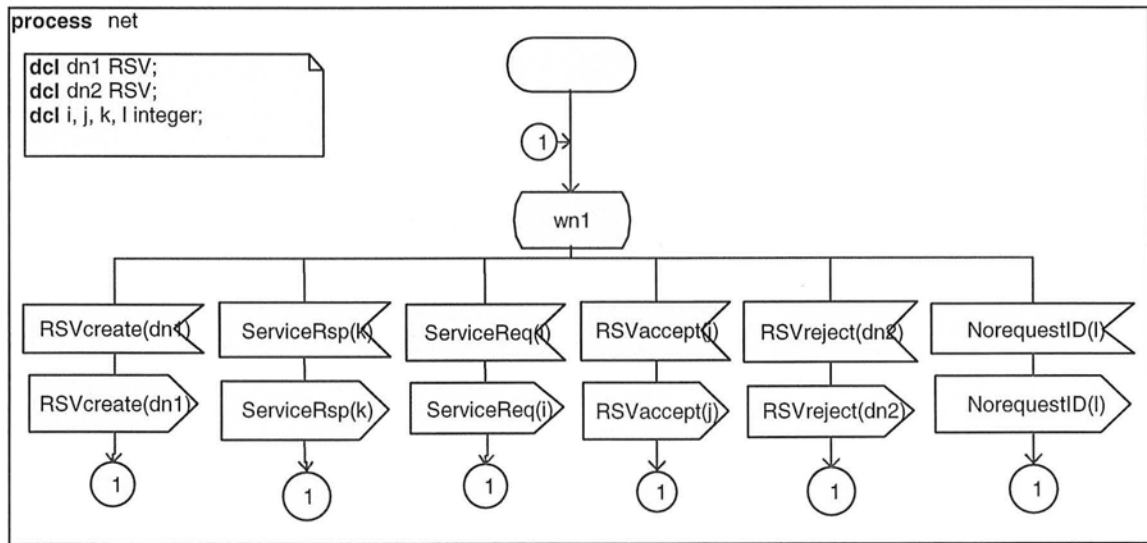 process net
dcl dn1 RSV;
dcl dn2 RSV;
dcl i, j, k, l integer;
1
wn1
RSVcreate(dn1) ServiceRsp(k) ServiceReq(i) RSVaccept(j) RSVreject(dn2) NorequestID(l)
RSVcreate(dn1) ServiceRsp(k) ServiceReq(i) RSVaccept(j) RSVreject(dn2) NorequestID(l)
1 1 1 1 1 1